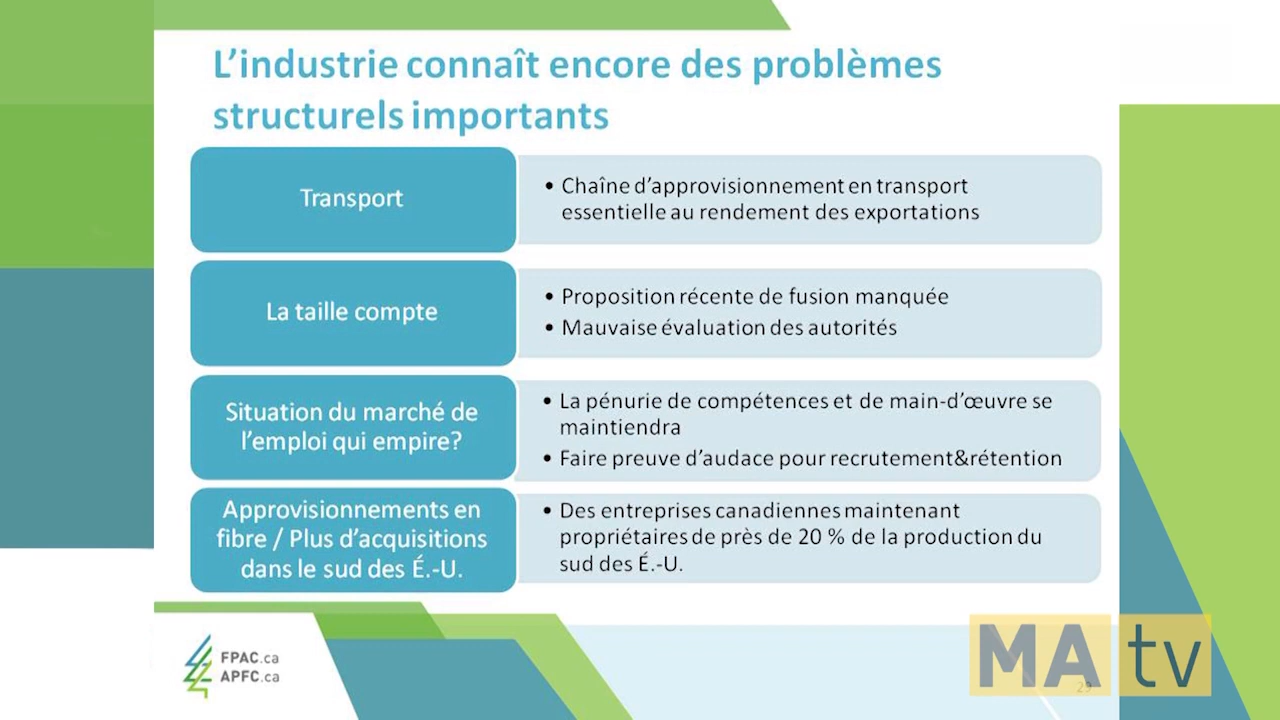 L'industrie connaît encore des problèmes
structurels importants
Transport
• Chaîne d'approvisionnement en transport
essentielle au rendement des exportations
La taille compte
• Proposition récente de fusion manquée
• Mauvaise évaluation des autorités
Situation du marché de
l'emploi qui empire?
• La pénurie de compétences et de main-d'œuvre se
maintiendra
• Faire preuve d'audace pour recrutement&rétention
Approvisionnements en
fibre / Plus d'acquisitions
dans le sud des É.-U.
• Des entreprises canadiennes maintenant
propriétaires de près de 20 % de la production du
sud des É.-U.
FPAC.ca
APFC.ca
MAtv
29